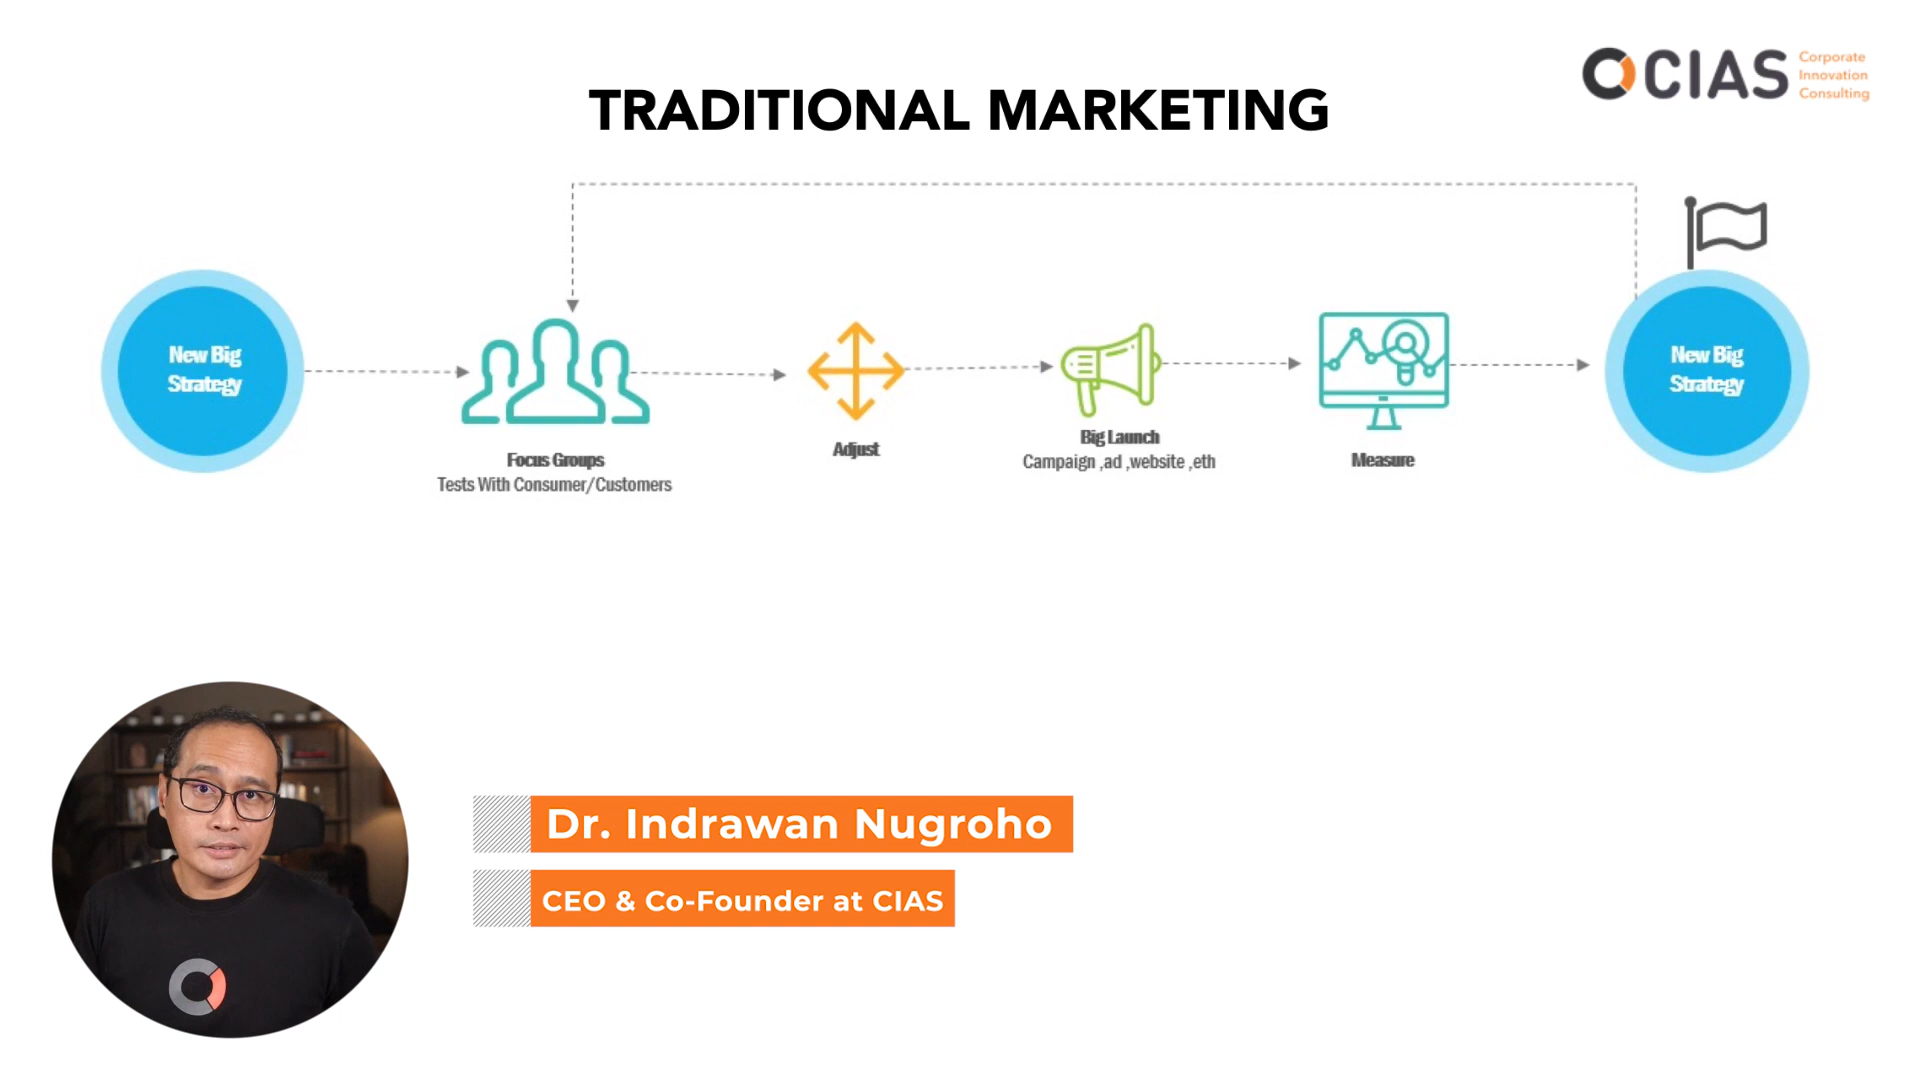 TRADITIONAL MARKETING
CIAS
Corporate
Innovation
Consulting
New Big
Strategy
Focus Groups
Tests With Consumer/Customers
Adjust
Big Launch
Campaign ,ad ,website ,eth
Measure
New Big
Strategy
Dr. Indrawan Nugroho
CEO & Co-Founder at CIAS